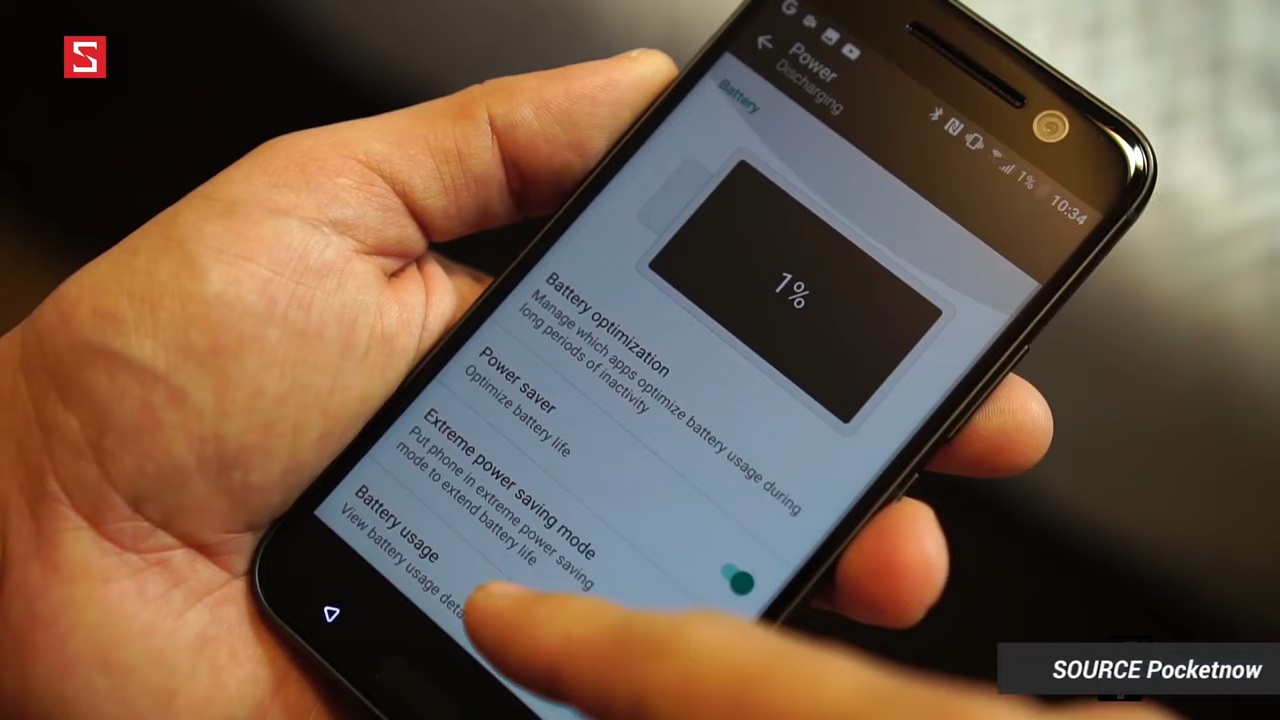 S
G
Power
Discharging
1%
10:34
Battery
1%
Battery optimization
Manage which apps optimize battery usage during
long periods of inactivity
Power saver
Optimize battery life
Extreme power saving mode
Put phone in extreme power saving
mode to extend battery life
Battery usage
View battery usage
SOURCE Pocketnow